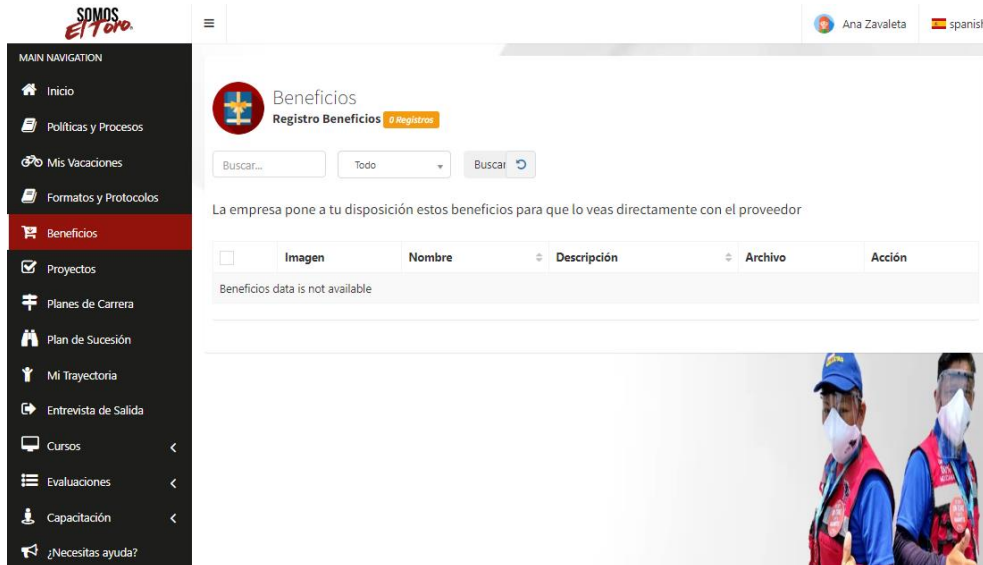 SOMOS
El Toro.
Ana Zavaleta
spanish
MAIN NAVIGATION
Inicio
Políticas y Procesos
Mis Vacaciones
Formatos y Protocolos
Beneficios
Proyectos
Planes de Carrera
Plan de Sucesión
Mi Trayectoria
Entrevista de Salida
Cursos
Evaluaciones
Capacitación
¿Necesitas ayuda?
Beneficios
Registro Beneficios 0 Registros
Buscar... Todo Buscar
La empresa pone a tu disposición estos beneficios para que lo veas directamente con el proveedor
Imagen Nombre Descripción Archivo Acción
Beneficios data is not available